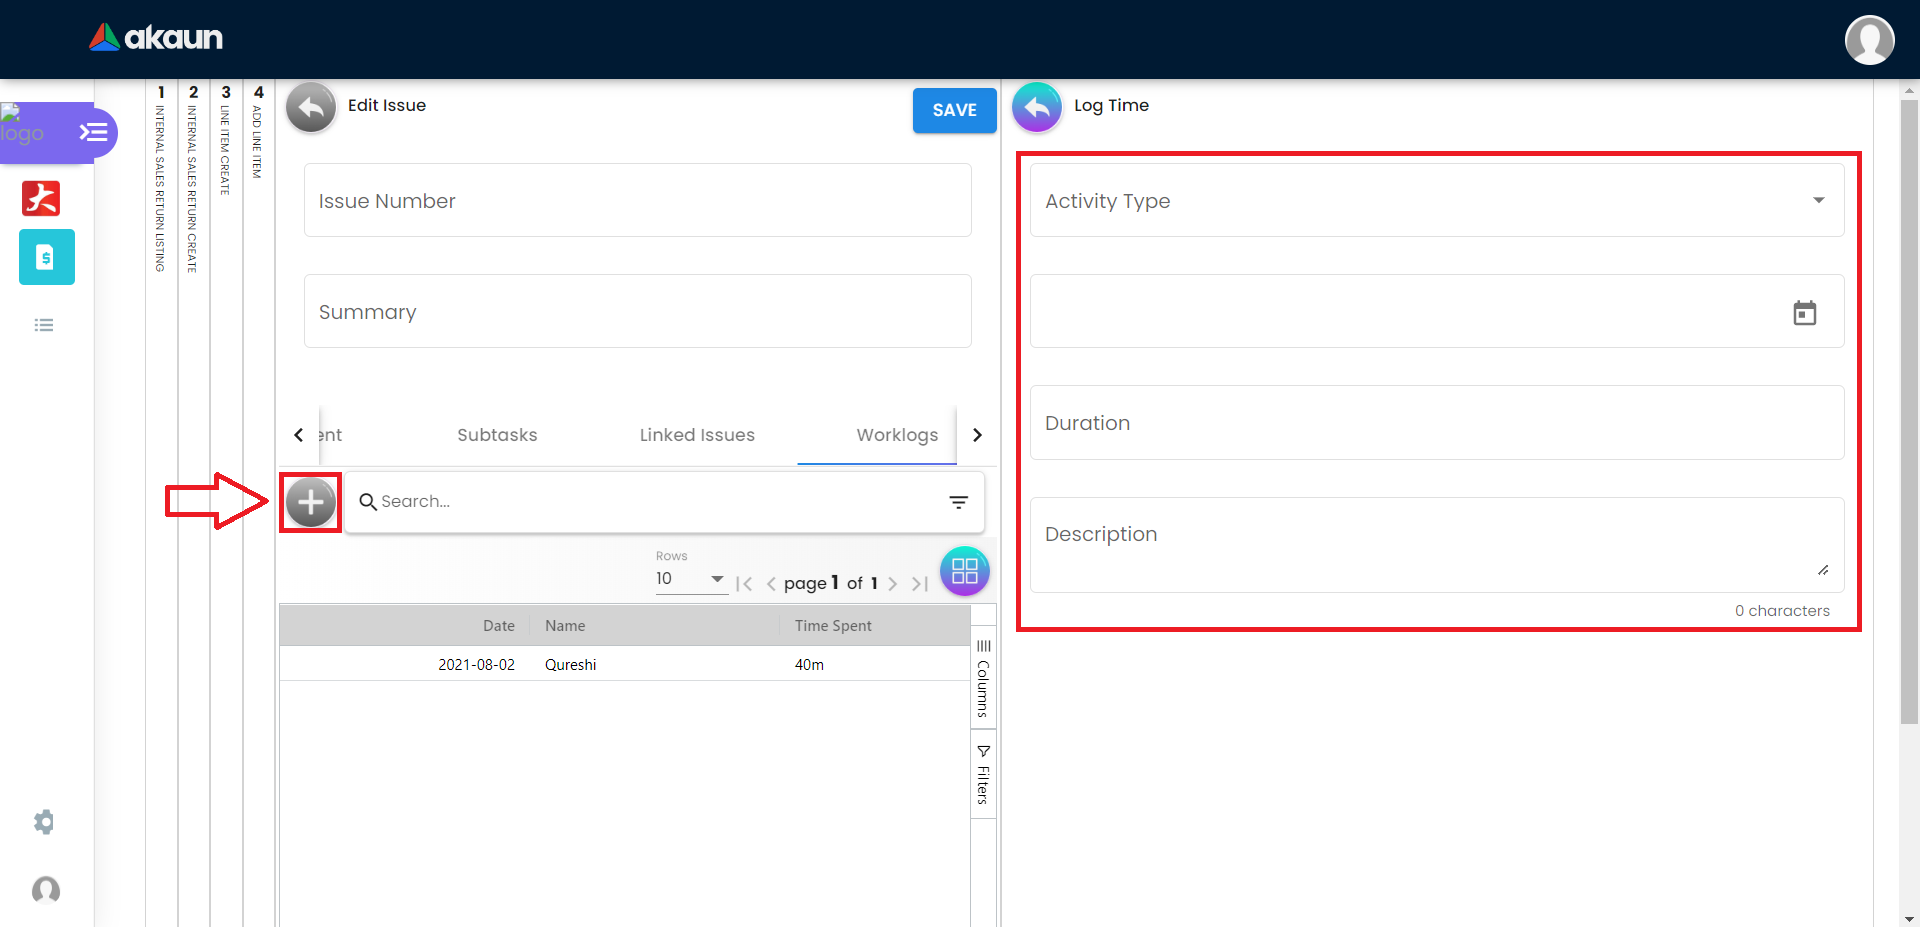 akaun
logo
1 INTERNAL SALES RETURN LISTING
2 INTERNAL SALES RETURN CREATE
3 LINE ITEM CREATE
4 ADD LINE ITEM
Edit Issue
SAVE
Issue Number
Summary
ent Subtasks Linked Issues Worklogs
Search...
Rows
10 page 1 of 1
Date Name Time Spent
2021-08-02 Qureshi 40m
Columns
Filters
Log Time
Activity Type
Duration
Description
0 characters